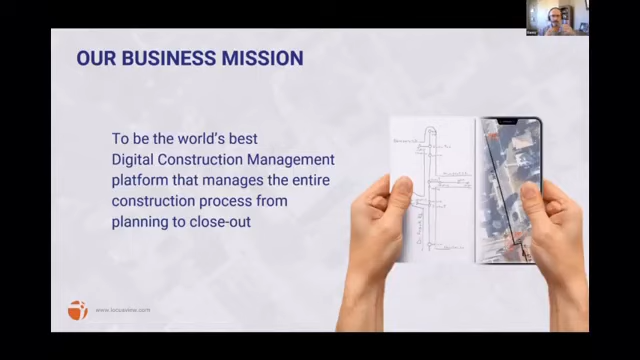 OUR BUSINESS MISSION
To be the world's best
Digital Construction Management
platform that manages the entire
construction process from
planning to close-out